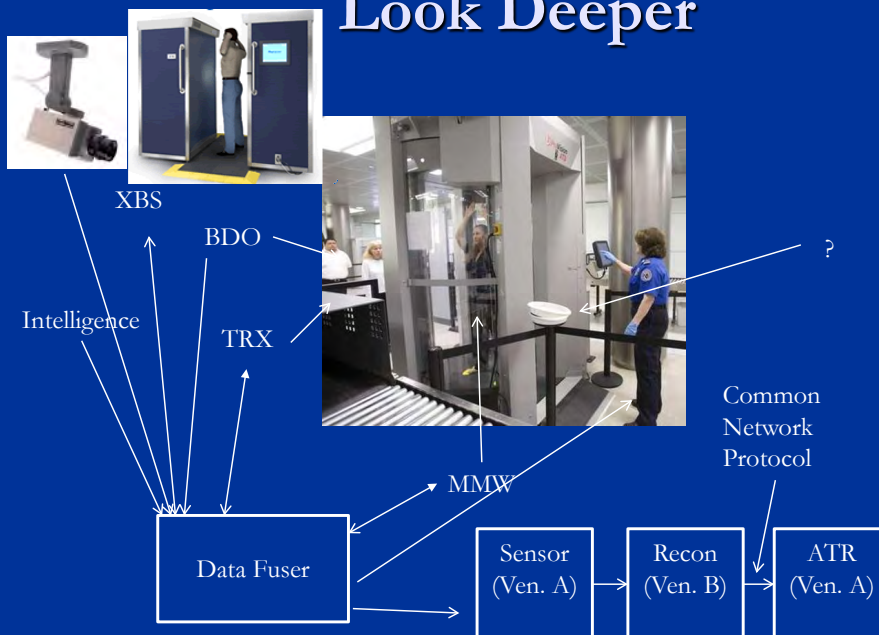 Look Deeper
XBS
BDO
?
Intelligence
TRX
Common
Network
Protocol
MMW
Data Fuser
Sensor
(Ven. A)
Recon
(Ven. B)
ATR
(Ven. A)